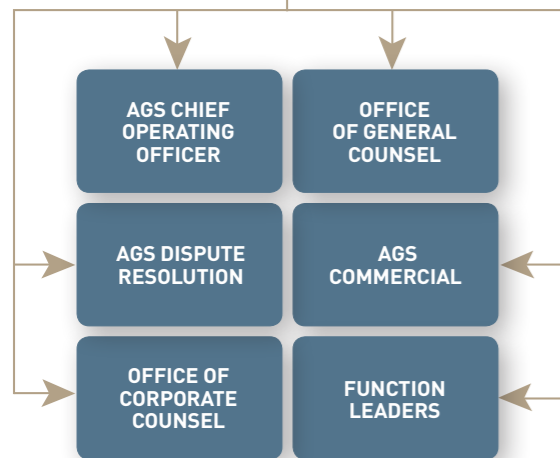 AGS CHIEF
OPERATING
OFFICER
OFFICE
OF GENERAL
COUNSEL
AGS DISPUTE
RESOLUTION
AGS
COMMERCIAL
OFFICE OF
CORPORATE
COUNSEL
FUNCTION
LEADERS